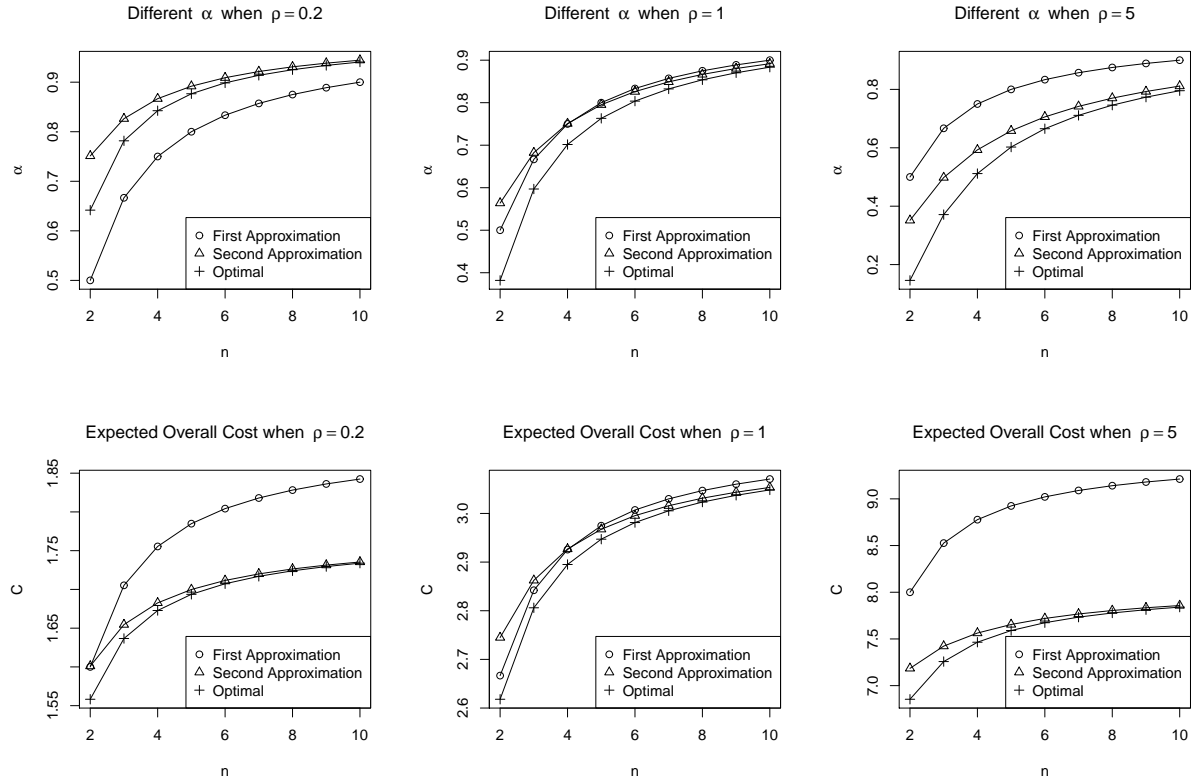 Different α when ρ = 0.2
α
0.5 0.6 0.7 0.8 0.9
First Approximation
Second Approximation
Optimal
2 4 6 8 10
n
Different α when ρ = 1
α
0.4 0.5 0.6 0.7 0.8 0.9
First Approximation
Second Approximation
Optimal
2 4 6 8 10
n
Different α when ρ = 5
α
0.2 0.4 0.6 0.8
First Approximation
Second Approximation
Optimal
2 4 6 8 10
n
Expected Overall Cost when ρ = 0.2
C
1.55 1.65 1.75 1.85
First Approximation
Second Approximation
Optimal
2 4 6 8 10
n
Expected Overall Cost when ρ = 1
C
2.6 2.7 2.8 2.9 3.0
First Approximation
Second Approximation
Optimal
2 4 6 8 10
n
Expected Overall Cost when ρ = 5
C
7.0 7.5 8.0 8.5 9.0
First Approximation
Second Approximation
Optimal
2 4 6 8 10
n